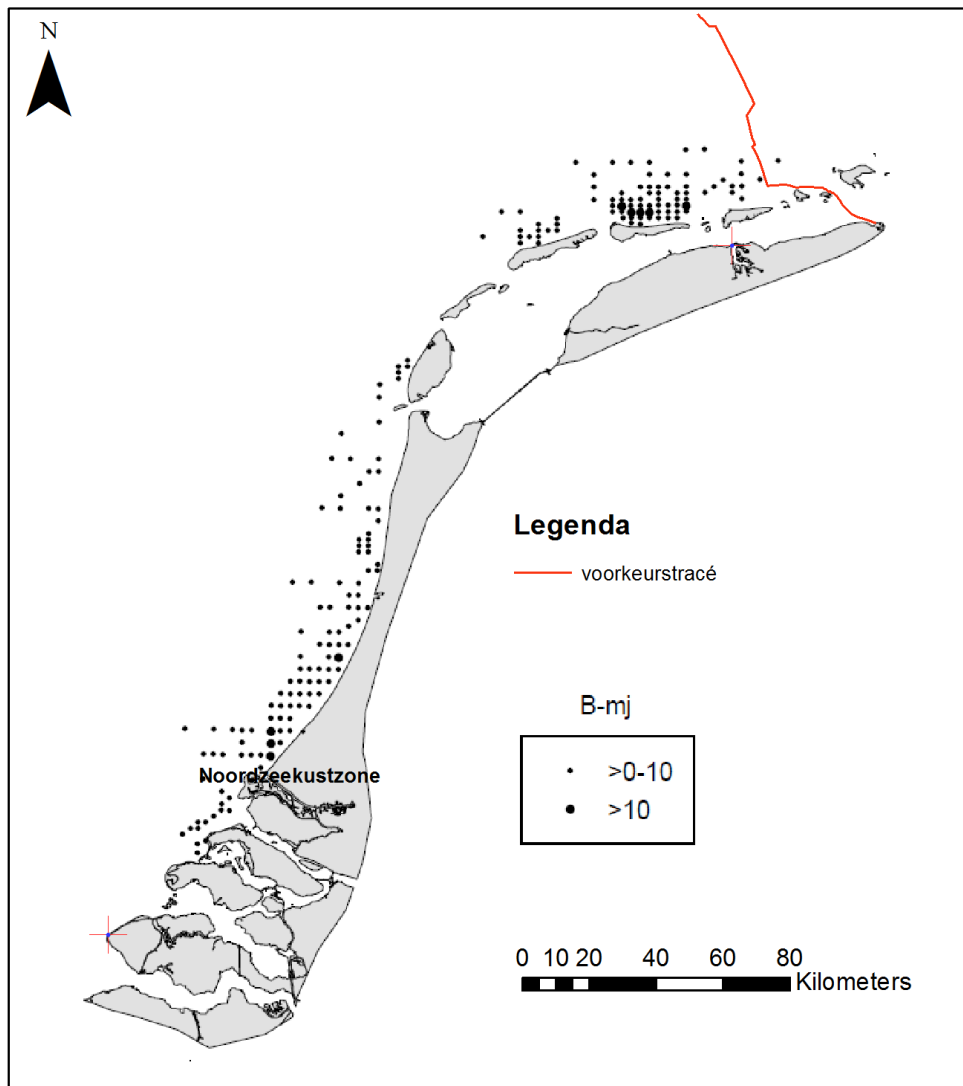 N
Legenda
voorkeurstracé
B-mj
>0-10
>10
Noordzeekustzone
0 10 20 40 60 80
Kilometers